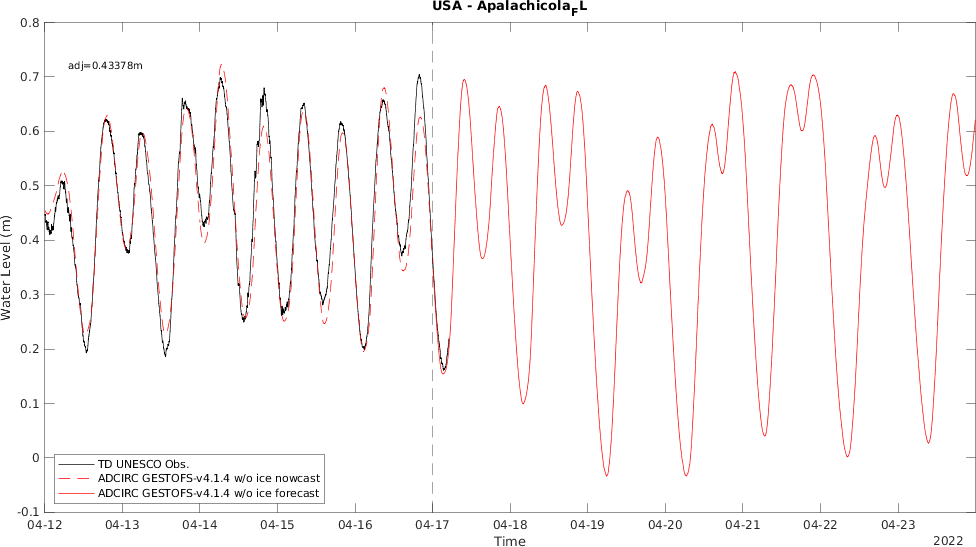 USA - Apalachicola_FL
0.8
0.7
0.6
0.5
0.4
0.3
0.2
0.1
0
-0.1
Water Level (m)
adj=0.43378m
TD UNESCO Obs.
ADCIRC GESTOFS-v4.1.4 w/o ice nowcast
ADCIRC GESTOFS-v4.1.4 w/o ice forecast
04-12 04-13 04-14 04-15 04-16 04-17 04-18 04-19 04-20 04-21 04-22 04-23
Time
2022